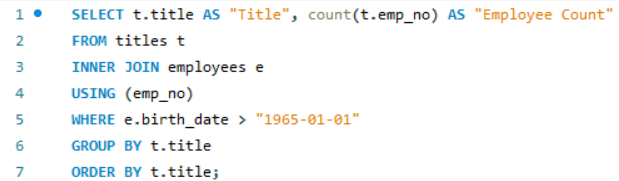 1 SELECT t.title AS "Title", count(t.emp_no) AS "Employee Count"
2 FROM titles t
3 INNER JOIN employees e
4 USING (emp_no)
5 WHERE e.birth_date > "1965-01-01"
6 GROUP BY t.title
7 ORDER BY t.title;